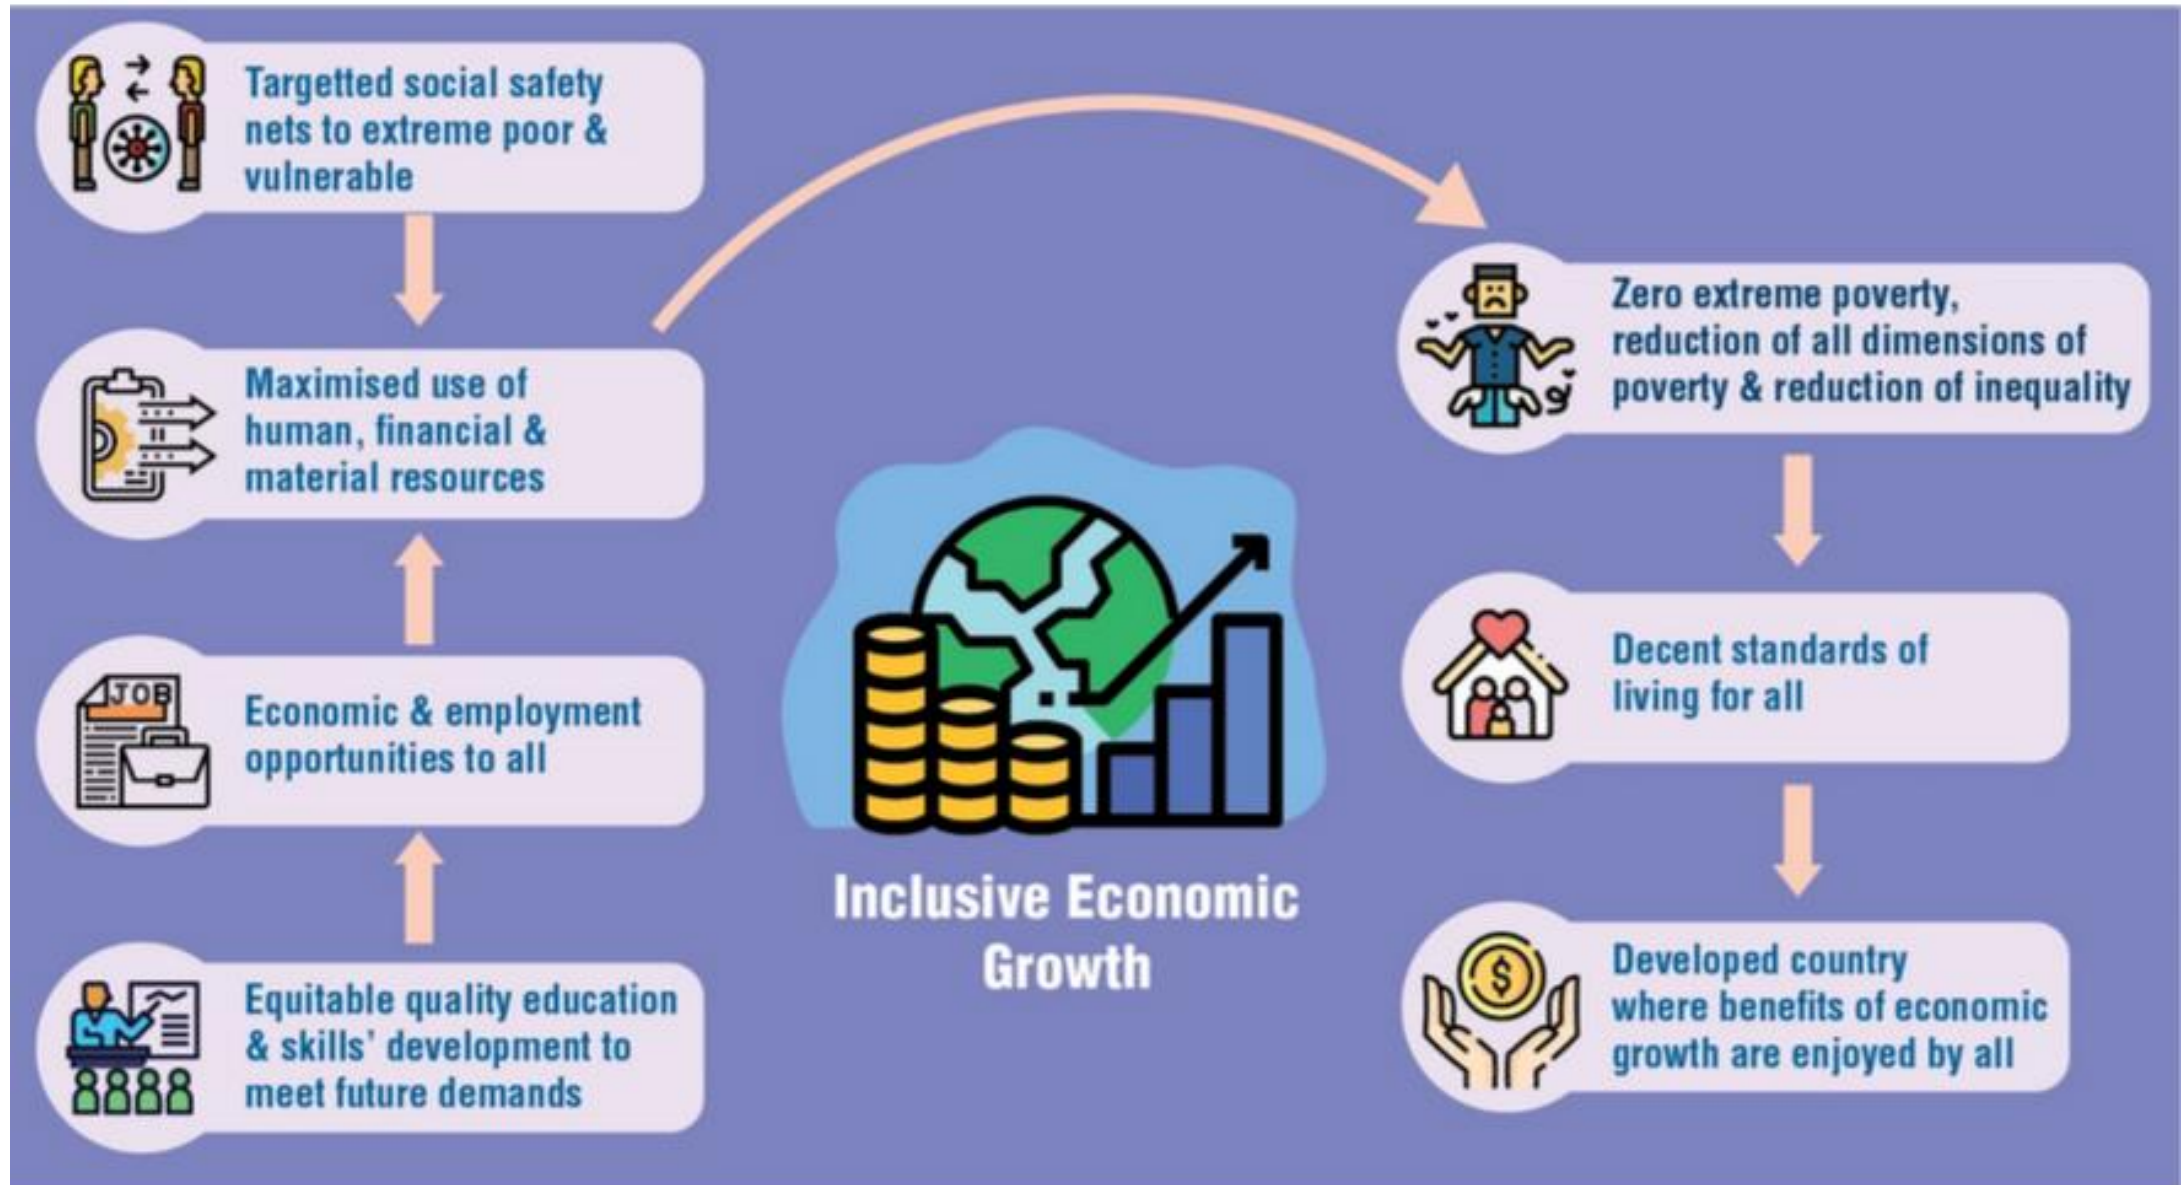 Targetted social safety
nets to extreme poor &
vulnerable
Maximised use of
human, financial &
material resources
JOB
Economic & employment
opportunities to all
Equitable quality education
& skills' development to
meet future demands
Inclusive Economic
Growth
Zero extreme poverty,
reduction of all dimensions of
poverty & reduction of inequality
Decent standards of
living for all
$
Developed country
where benefits of economic
growth are enjoyed by all